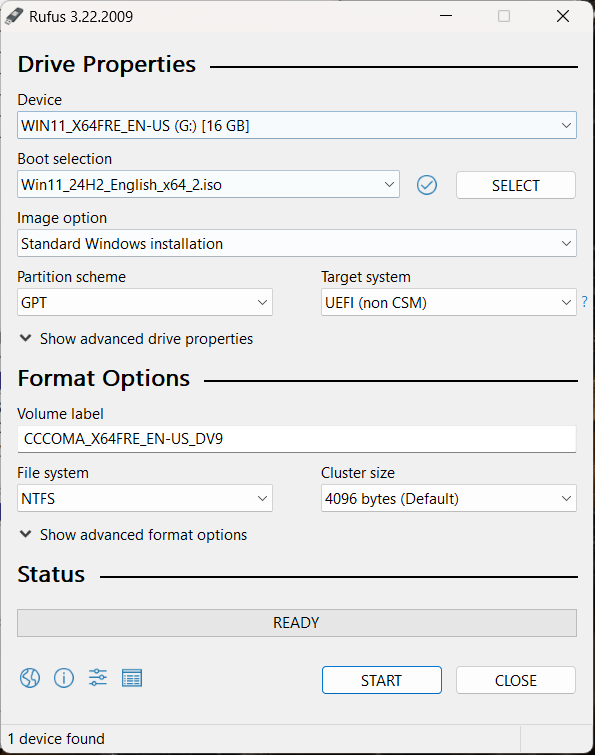 Rufus 3.22.2009
Drive Properties
Device
WIN11_X64FRE_EN-US (G:) [16 GB]
Boot selection
Win11_24H2_English_x64_2.iso
SELECT
Image option
Standard Windows installation
Partition scheme
Target system
GPT
UEFI (non CSM)
?
Show advanced drive properties
Format Options
Volume label
CCCOMA_X64FRE_EN-US_DV9
File system
Cluster size
NTFS
4096 bytes (Default)
Show advanced format options
Status
READY
START
CLOSE
1 device found